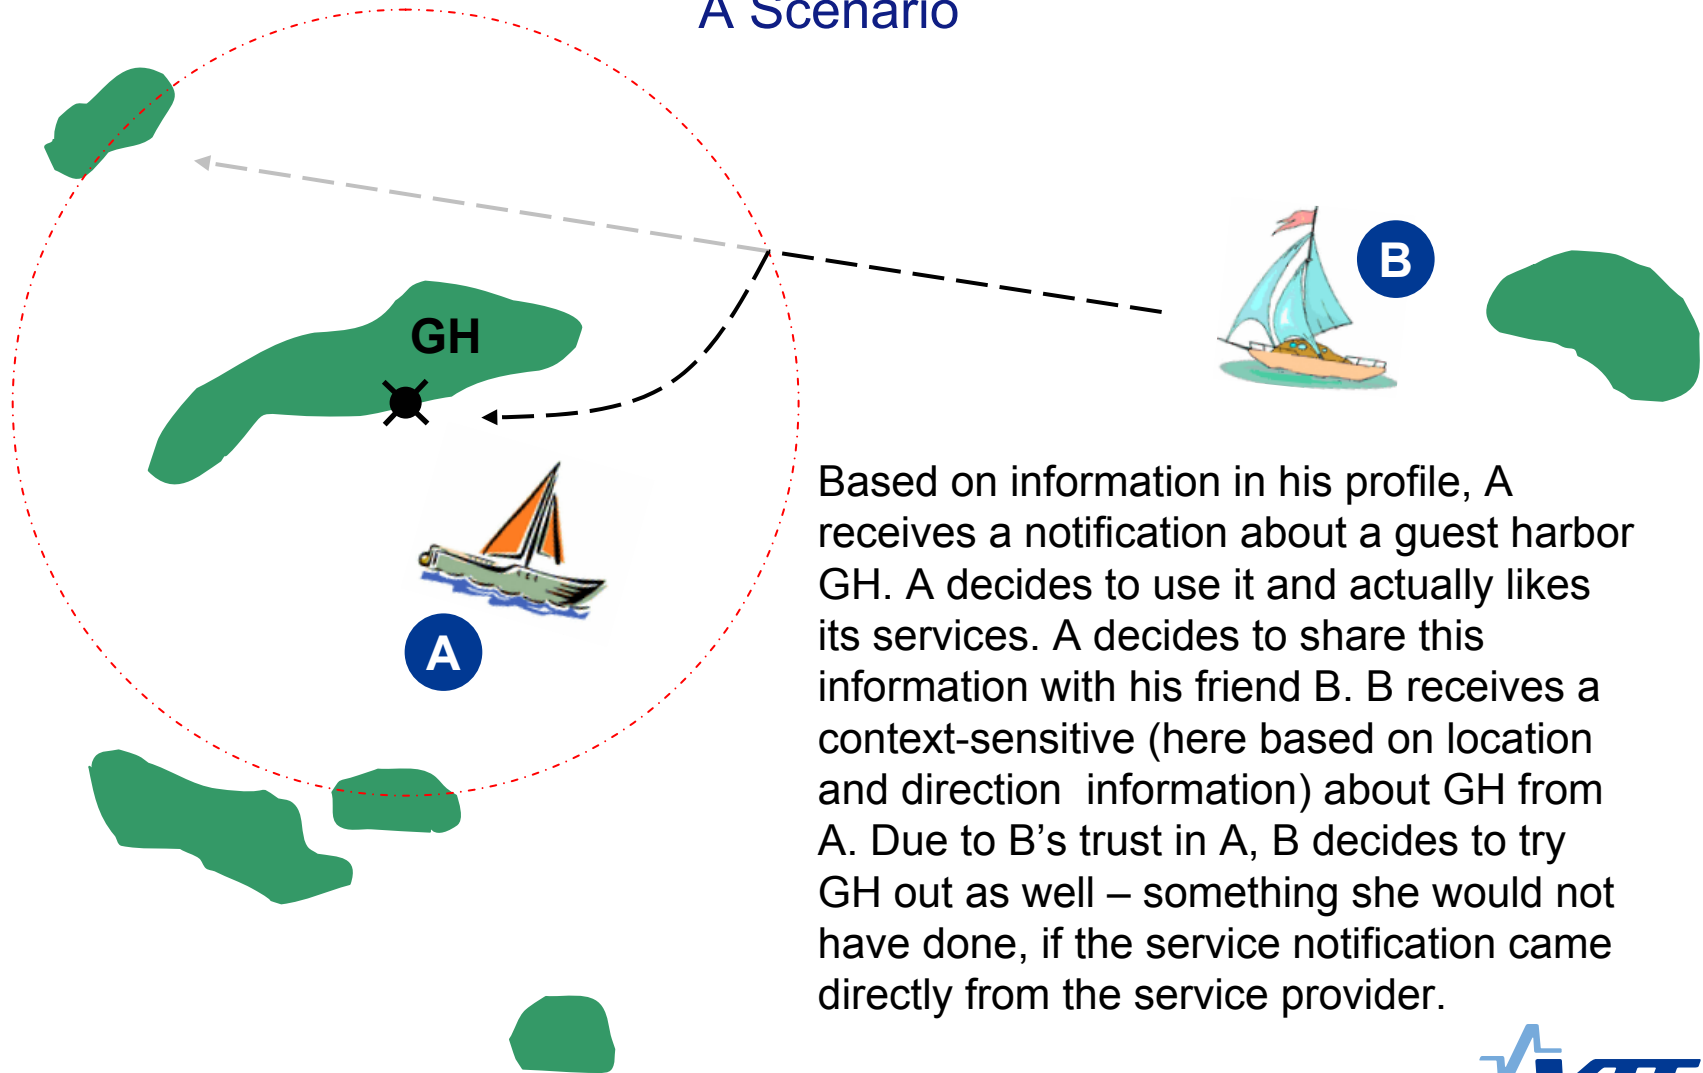 A Scenario
B
GH
A
Based on information in his profile, A
receives a notification about a guest harbor
GH. A decides to use it and actually likes
its services. A decides to share this
information with his friend B. B receives a
context-sensitive (here based on location
and direction  information) about GH from
A. Due to B’s trust in A, B decides to try
GH out as well – something she would not
have done, if the service notification came
directly from the service provider.